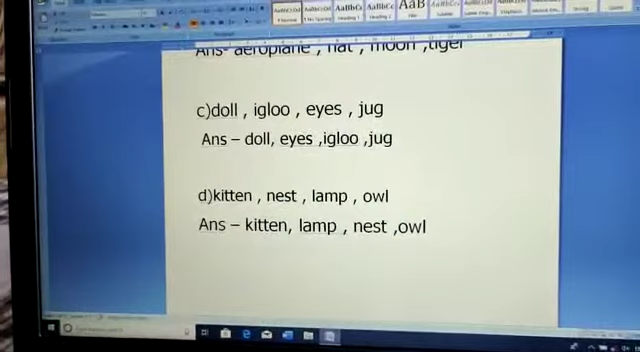 Ans- aeroplane , hat , moon ,tiger
c)doll , igloo , eyes , jug
Ans – doll, eyes ,igloo ,jug
d)kitten , nest , lamp , owl
Ans – kitten, lamp , nest ,owl